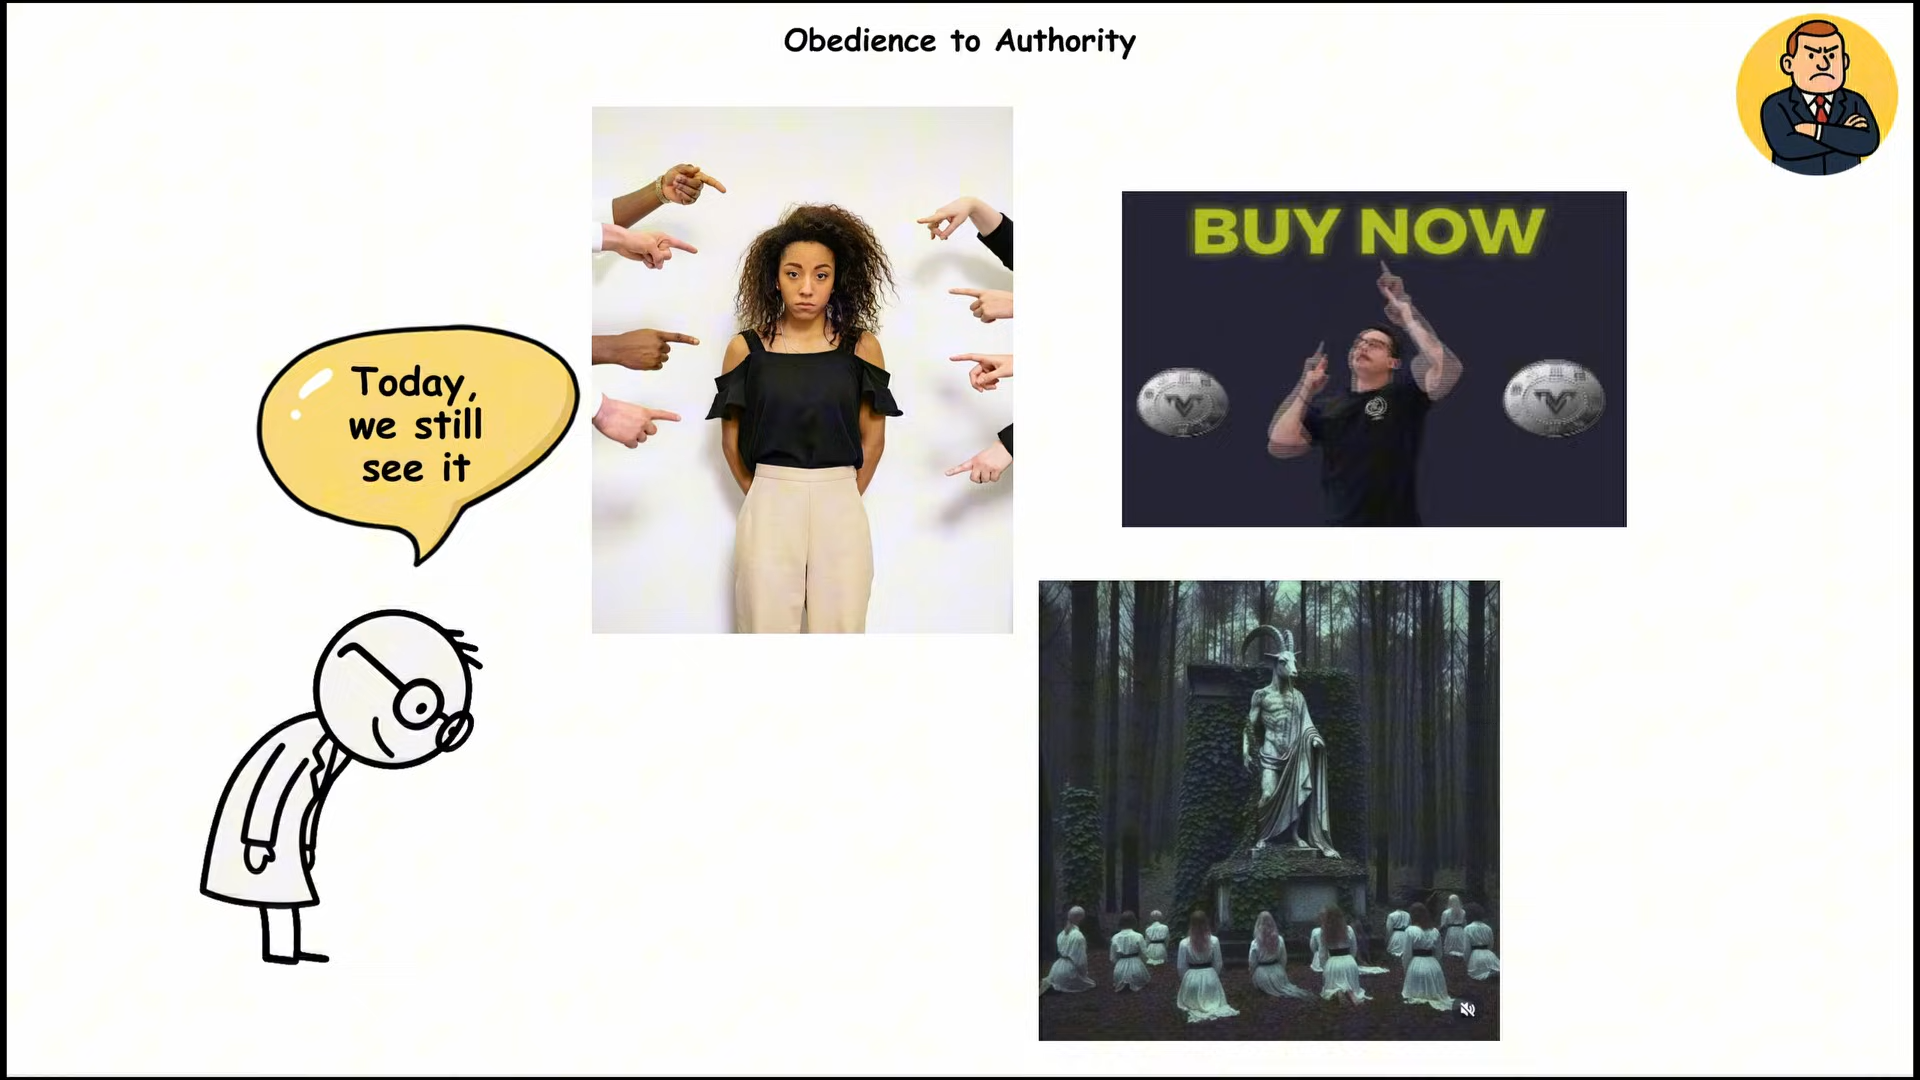 Obedience to Authority
BUY NOW
Today,
we still
see it